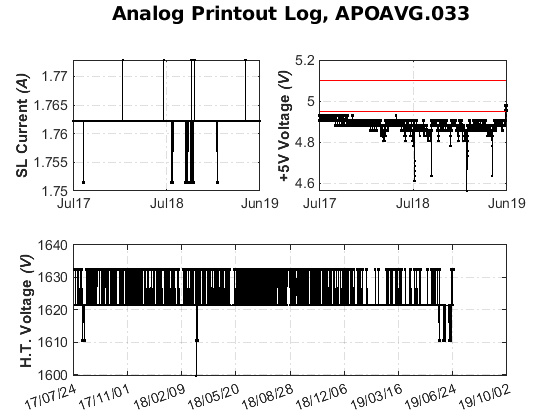 Analog Printout Log, APOAVG.033
SL Current (A)
1.77
1.765
1.76
1.755
1.75
Jul17
Jul18
Jun19
+5V Voltage (V)
5.2
5
4.8
4.6
Jul17
Jul18
Jun19
H.T. Voltage (V)
1640
1630
1620
1610
1600
17/07/24
17/11/01
18/02/09
18/05/20
18/08/28
18/12/06
19/03/16
19/06/24
19/10/02